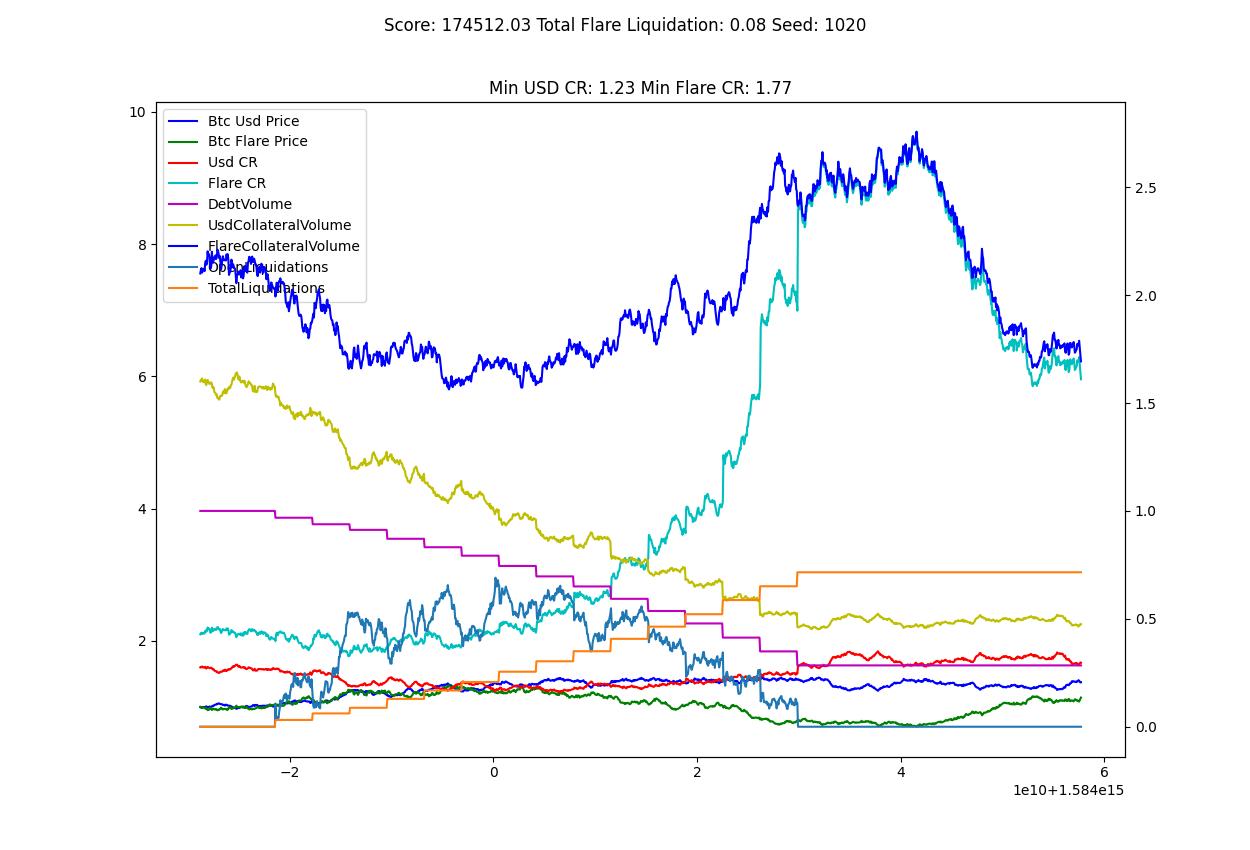 Score: 174512.03 Total Flare Liquidation: 0.08 Seed: 1020
Min USD CR: 1.23 Min Flare CR: 1.77
Btc Usd Price
Btc Flare Price
Usd CR
Flare CR
DebtVolume
UsdCollateralVolume
FlareCollateralVolume
OpenLiquidations
TotalLiquidations
10
8
6
4
2
2.5
2.0
1.5
1.0
0.5
0.0
−2 0 2 4 6
1e10+1.584e15